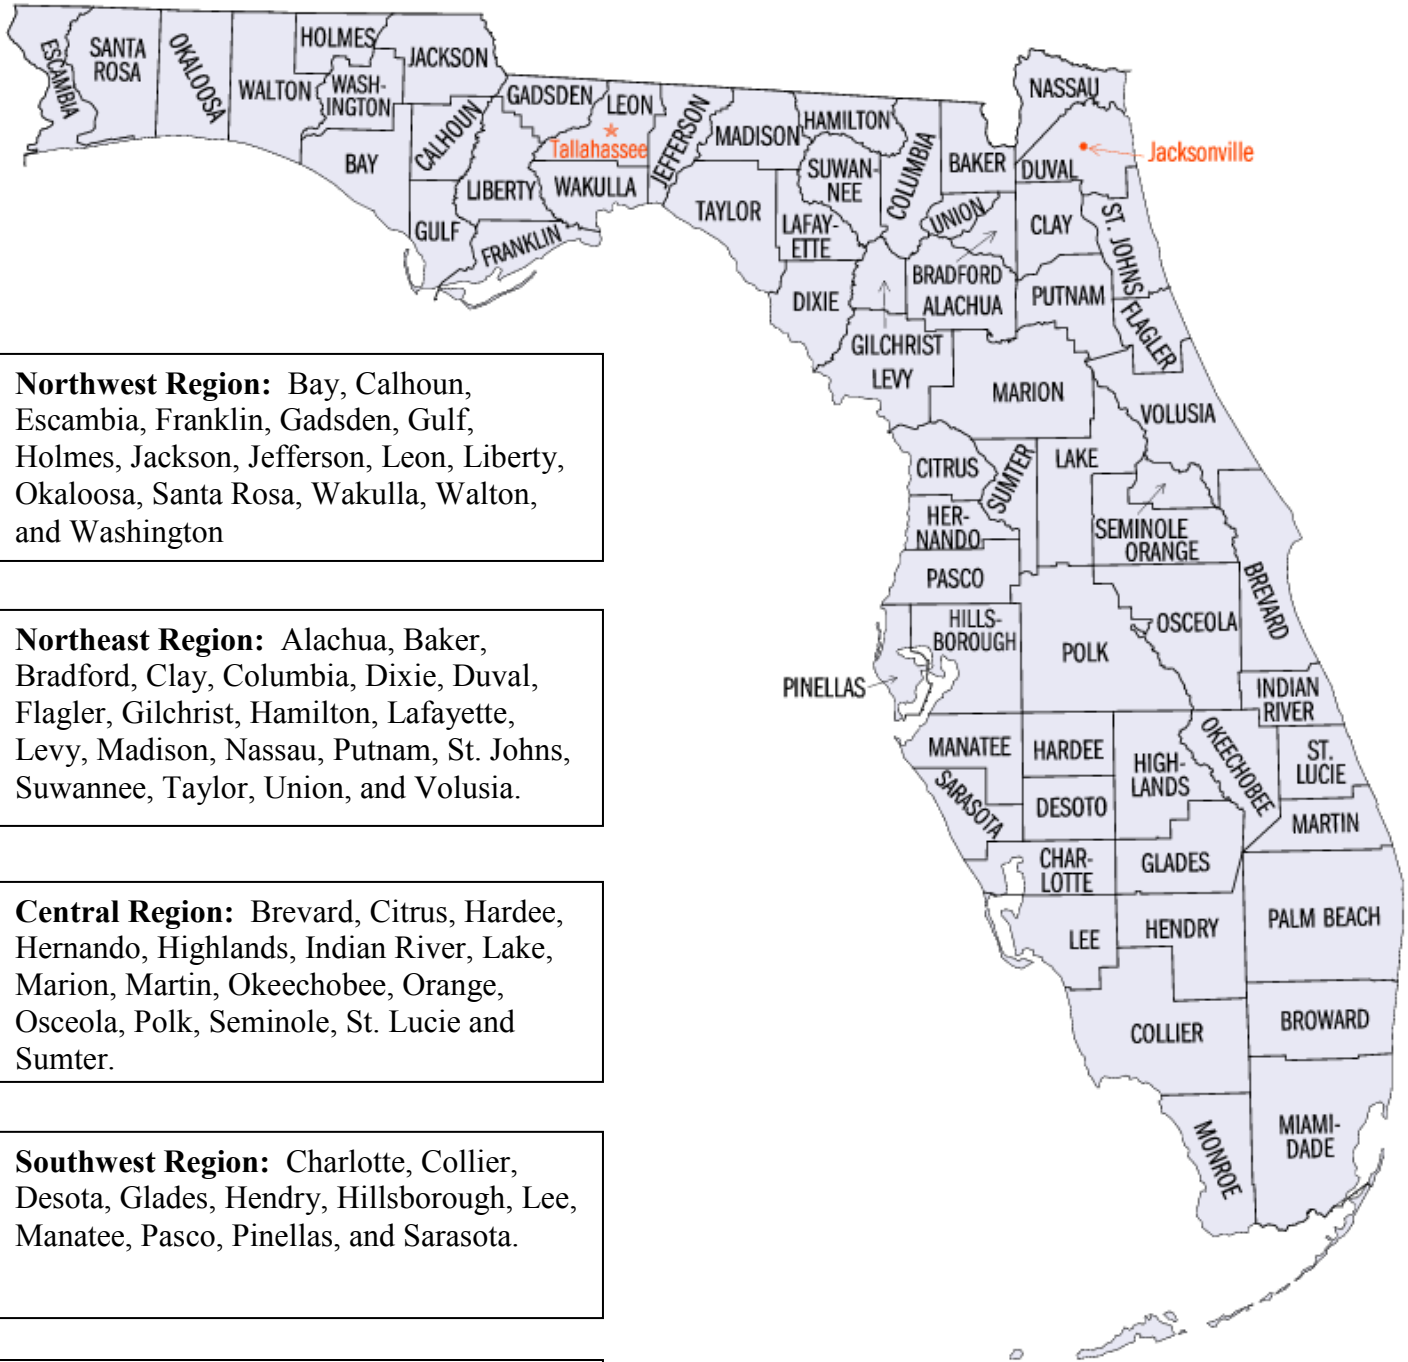 HOLMES
JACKSON
ESCAMBIA
SANTA
ROSA
OKALOOSA
WALTON
WASH-
INGTON
BAY
CALHOUN
GULF
GADSDEN
LEON
Tallahassee
LIBERTY
WAKULLA
FRANKLIN
JEFFERSON
MADISON
HAMILTON
TAYLOR
SUWAN-
NEE
LAFAY-
ETTE
COLUMBIA
BAKER
NASSAU
Jacksonville
DUVAL
UNION
CLAY
ST. JOHNS
BRADFORD
ALACHUA
PUTNAM
FLAGLER
DIXIE
GILCHRIST
LEVY
MARION
VOLUSIA
CITRUS
SUMTER
LAKE
HER-
NANDO
SEMINOLE
ORANGE
PASCO
BREVARD
HILLS-
BOROUGH
OSCEOLA
POLK
PINELLAS
INDIAN
RIVER
MANATEE
HARDEE
HIGH-
LANDS
OKEECHOBEE
ST.
LUCIE
SARASOTA
DESOTO
MARTIN
CHAR-
LOTTE
GLADES
LEE
HENDRY
PALM BEACH
COLLIER
BROWARD
MONROE
MIAMI-
DADE
Northwest Region: Bay, Calhoun,
Escambia, Franklin, Gadsden, Gulf,
Holmes, Jackson, Jefferson, Leon, Liberty,
Okaloosa, Santa Rosa, Wakulla, Walton,
and Washington
Northeast Region: Alachua, Baker,
Bradford, Clay, Columbia, Dixie, Duval,
Flagler, Gilchrist, Hamilton, Lafayette,
Levy, Madison, Nassau, Putnam, St. Johns,
Suwannee, Taylor, Union, and Volusia.
Central Region: Brevard, Citrus, Hardee,
Hernando, Highlands, Indian River, Lake,
Marion, Martin, Okeechobee, Orange,
Osceola, Polk, Seminole, St. Lucie and
Sumter.
Southwest Region: Charlotte, Collier,
Desota, Glades, Hendry, Hillsborough, Lee,
Manatee, Pasco, Pinellas, and Sarasota.